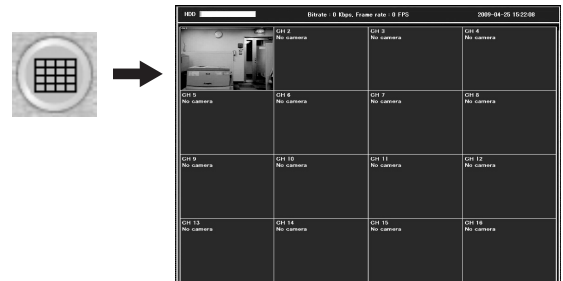 HDD Bitrate : 0 Kbps, Frame rate : 0 FPS 2009-04-25 15:22:08
CH 2 CH 3 CH 4
No camera No camera No camera
CH 5 CH 6 CH 7 CH 8
No camera No camera No camera No camera
CH 9 CH 10 CH 11 CH 12
No camera No camera No camera No camera
CH 13 CH 14 CH 15 CH 16
No camera No camera No camera No camera